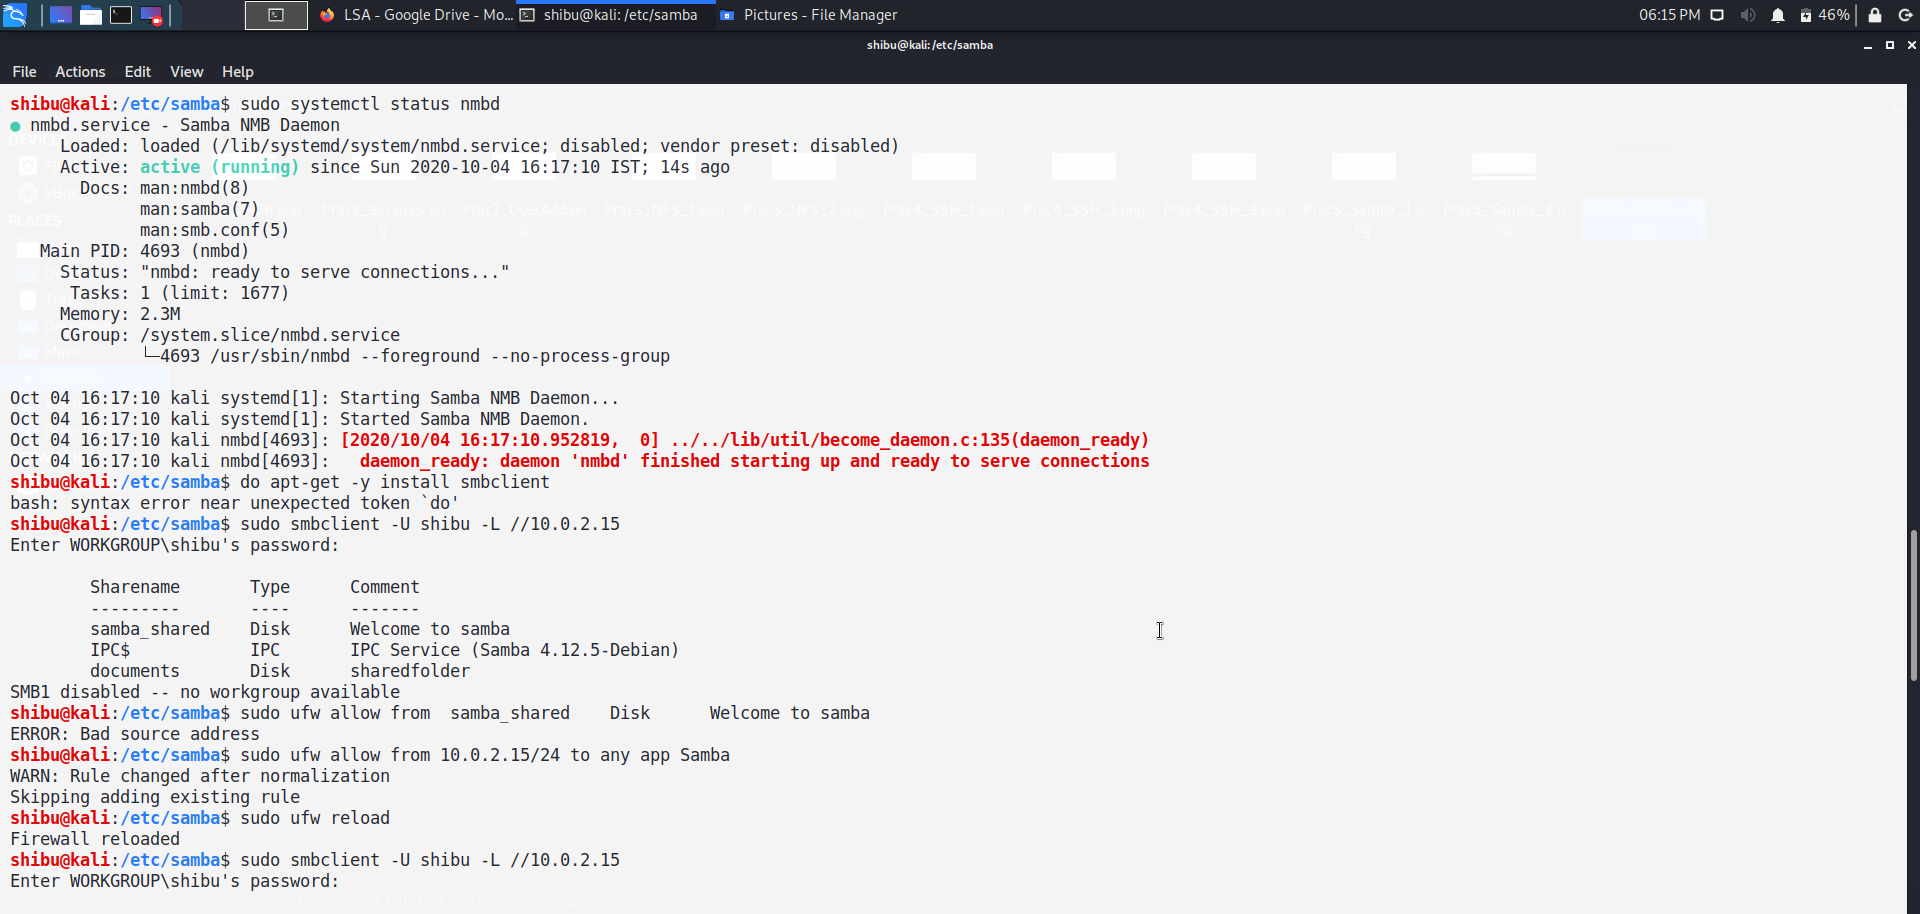 LSA - Google Drive - Mo...
shibu@kali: /etc/samba
Pictures - File Manager
06:15 PM
46%
shibu@kali:/etc/samba
File Actions Edit View Help
shibu@kali:/etc/samba$ sudo systemctl status nmbd
● nmbd.service - Samba NMB Daemon
Loaded: loaded (/lib/systemd/system/nmbd.service; disabled; vendor preset: disabled)
Active: active (running) since Sun 2020-10-04 16:17:10 IST; 14s ago
Docs: man:nmbd(8)
man:samba(7)
man:smb.conf(5)
Main PID: 4693 (nmbd)
Status: "nmbd: ready to serve connections..."
Tasks: 1 (limit: 1677)
Memory: 2.3M
CGroup: /system.slice/nmbd.service
└─4693 /usr/sbin/nmbd --foreground --no-process-group
Oct 04 16:17:10 kali systemd[1]: Starting Samba NMB Daemon...
Oct 04 16:17:10 kali systemd[1]: Started Samba NMB Daemon.
Oct 04 16:17:10 kali nmbd[4693]: [2020/10/04 16:17:10.952819,  0] ../../lib/util/become_daemon.c:135(daemon_ready)
Oct 04 16:17:10 kali nmbd[4693]:   daemon_ready: daemon 'nmbd' finished starting up and ready to serve connections
shibu@kali:/etc/samba$ do apt-get -y install smbclient
bash: syntax error near unexpected token `do'
shibu@kali:/etc/samba$ sudo smbclient -U shibu -L //10.0.2.15
Enter WORKGROUP\shibu's password:
Sharename Type Comment
--------- ---- -------
samba_shared Disk Welcome to samba
IPC$ IPC IPC Service (Samba 4.12.5-Debian)
documents Disk sharedfolder
SMB1 disabled -- no workgroup available
shibu@kali:/etc/samba$ sudo ufw allow from  samba_shared    Disk      Welcome to samba
ERROR: Bad source address
shibu@kali:/etc/samba$ sudo ufw allow from 10.0.2.15/24 to any app Samba
WARN: Rule changed after normalization
Skipping adding existing rule
shibu@kali:/etc/samba$ sudo ufw reload
Firewall reloaded
shibu@kali:/etc/samba$ sudo smbclient -U shibu -L //10.0.2.15
Enter WORKGROUP\shibu's password: